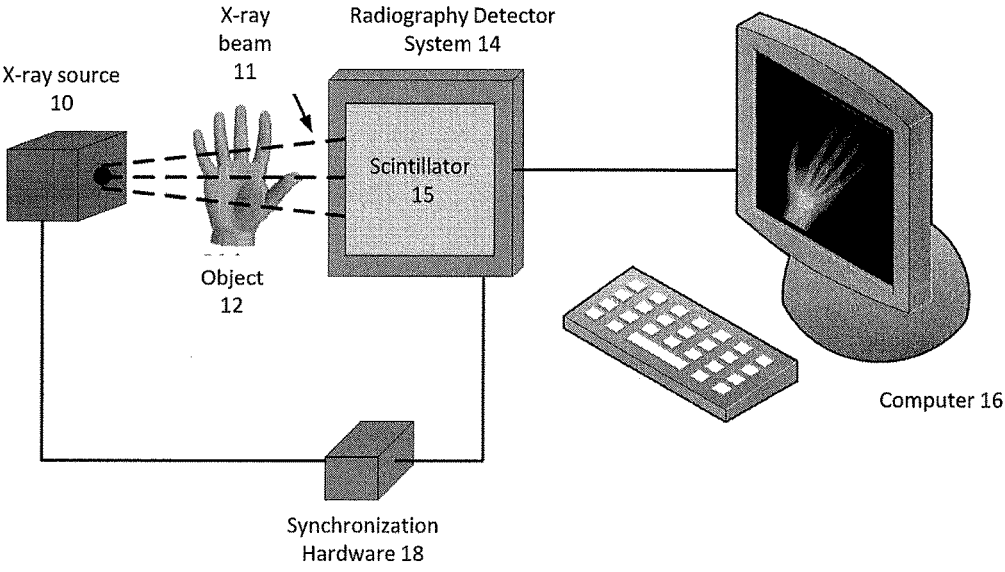 X-ray source
10
X-ray
beam
11
Radiography Detector
System 14
Scintillator
15
Object
12
Computer 16
Synchronization
Hardware 18